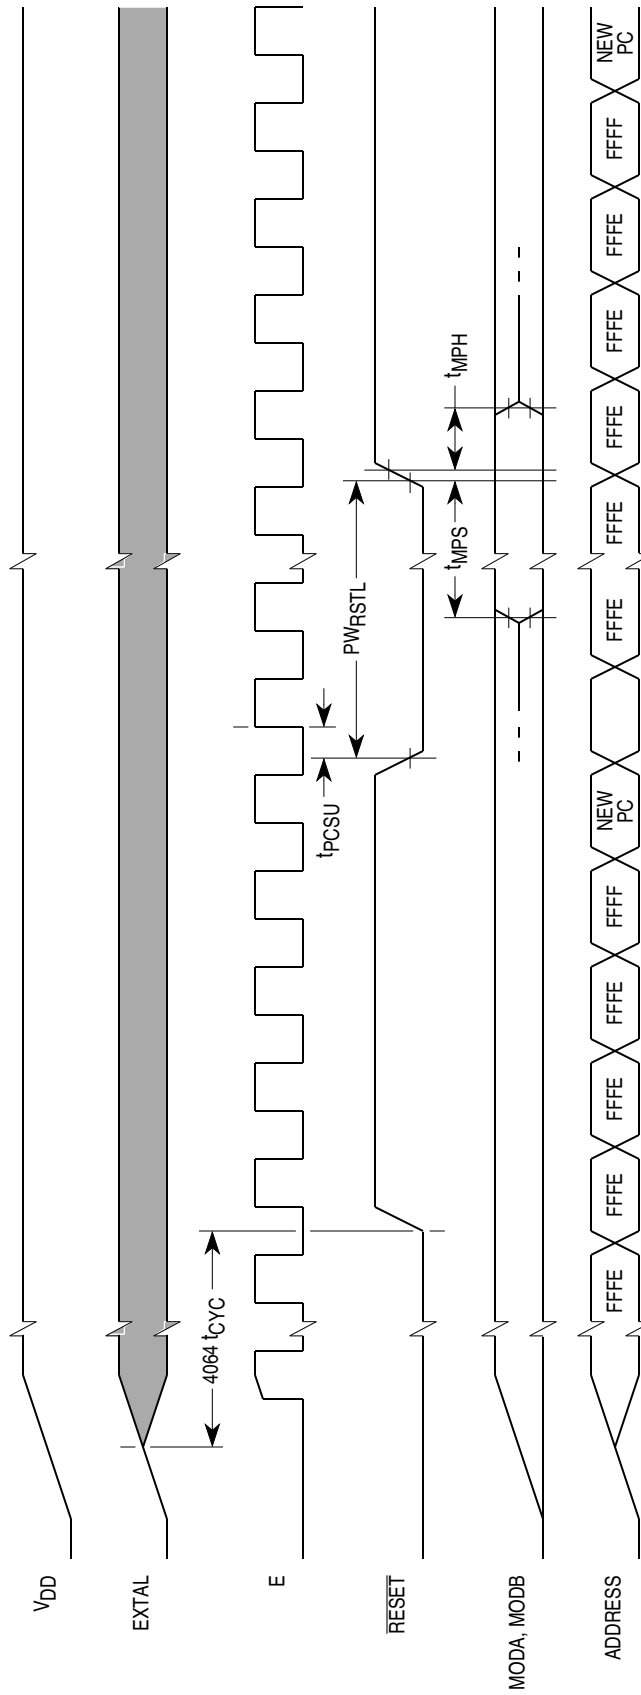 VDD
EXTAL
4064 tCYC
E
tPCSU
PWRSTL
RESET
tMPS
tMPH
MODA, MODB
ADDRESS
FFFE
FFFE
FFFE
FFFE
FFFF
NEW
PC
FFFE
FFFE
FFFE
FFFE
FFFE
FFFF
NEW
PC